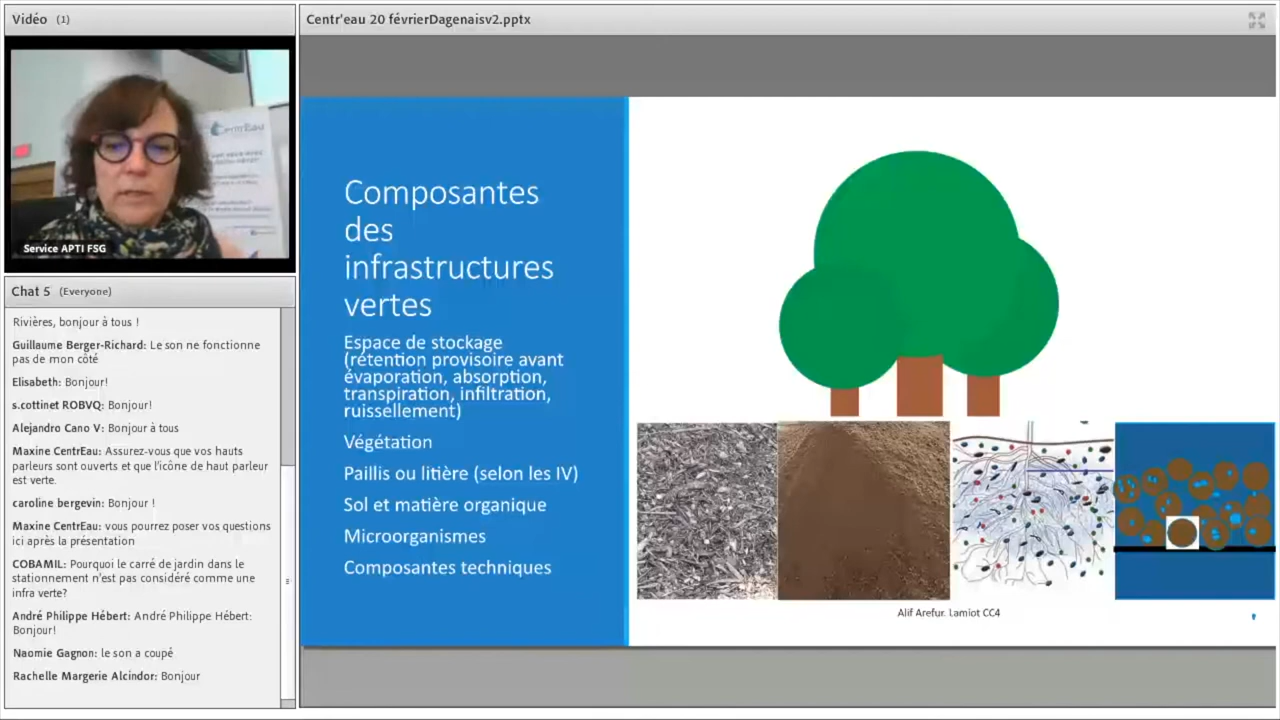 Vidéo (1)
CentrEau
Service APTI FSG
Chat 5 (Everyone)
Rivières, bonjour à tous !
Guillaume Berger-Richard: Le son ne fonctionne
pas de mon côté
Elisabeth: Bonjour!
s.cottinet ROBVQ: Bonjour!
Alejandro Cano V: Bonjour à tous
Maxine CentrEau: Assurez-vous que vos hauts
parleurs sont ouverts et que l'icône de haut parleur
est verte.
caroline bergevin: Bonjour !
Maxine CentrEau: vous pourrez poser vos questions
ici après la présentation
COBAMIL: Pourquoi le carré de jardin dans le
stationnement n'est pas considéré comme une
infra verte?
André Philippe Hébert: André Philippe Hébert:
Bonjour!
Naomie Gagnon: le son a coupé
Rachelle Margerie Alcindor: Bonjour
Centr'eau 20 févrierDagenaisv2.pptx
Composantes
des
infrastructures
vertes
Espace de stockage
(rétention provisoire avant
évaporation, absorption,
transpiration, infiltration,
ruissellement)
Végétation
Paillis ou litière (selon les IV)
Sol et matière organique
Microorganismes
Composantes techniques
Alif Arefur. Lamiot CC4